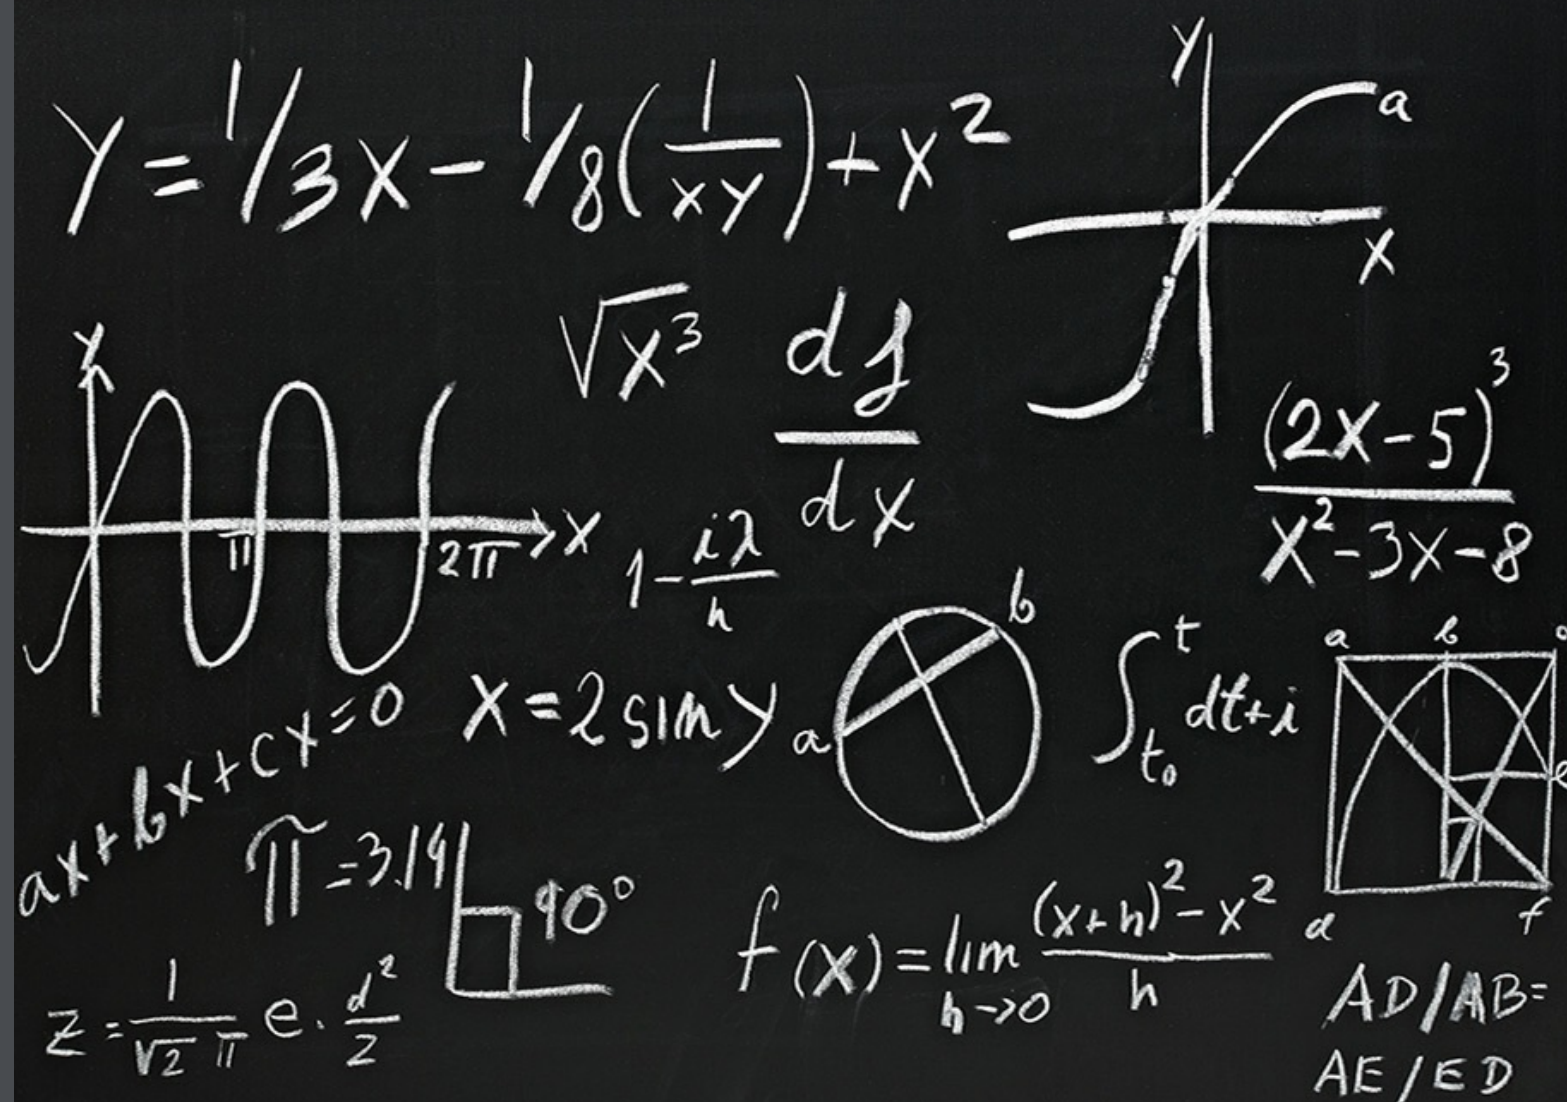 Y = 1/3X - 1/8(1/XY) + X²
y
a
x
√x³
df/dx
(2X-5)³/X²-3X-8
X
π
2π
X
1-iλ/h
ax+bx+cx=0
X=2siny
a
b
∫ₜ₀ᵗ dt+i
a
b
e
d
f
π=3.14
90°
f(x)=lim h→0 (x+h)²-x²/h
z=1/√2 π e.d²/2
AD/AB=
AE/ED